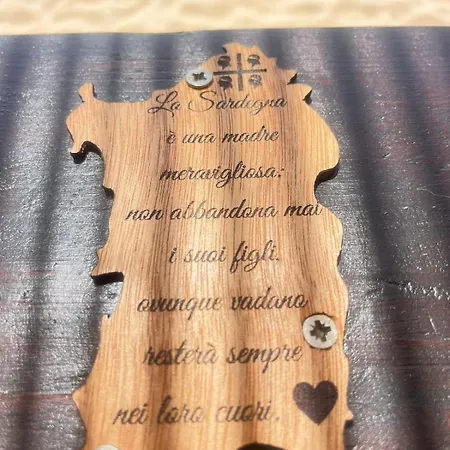 La Sardegna
è una madre
meravigliosa:
non abbandona mai
i suoi figli,
ovunque vadano
resterà sempre
nei loro cuori.